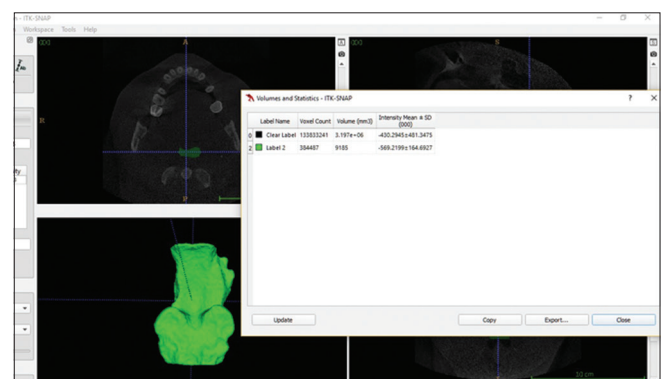 - ITK-SNAP
Workspace Tools Help
A
S
R
P
Volumes and Statistics - ITK-SNAP
? X
Label Name Voxel Count Volume (mm3) Intensity Mean ± SD
(000)
0 Clear Label 133833241 3.197e+06 -430.2945±481.3475
2 Label 2 384487 9185 -569.2199±164.6927
Update Copy Export... Close
10 cm